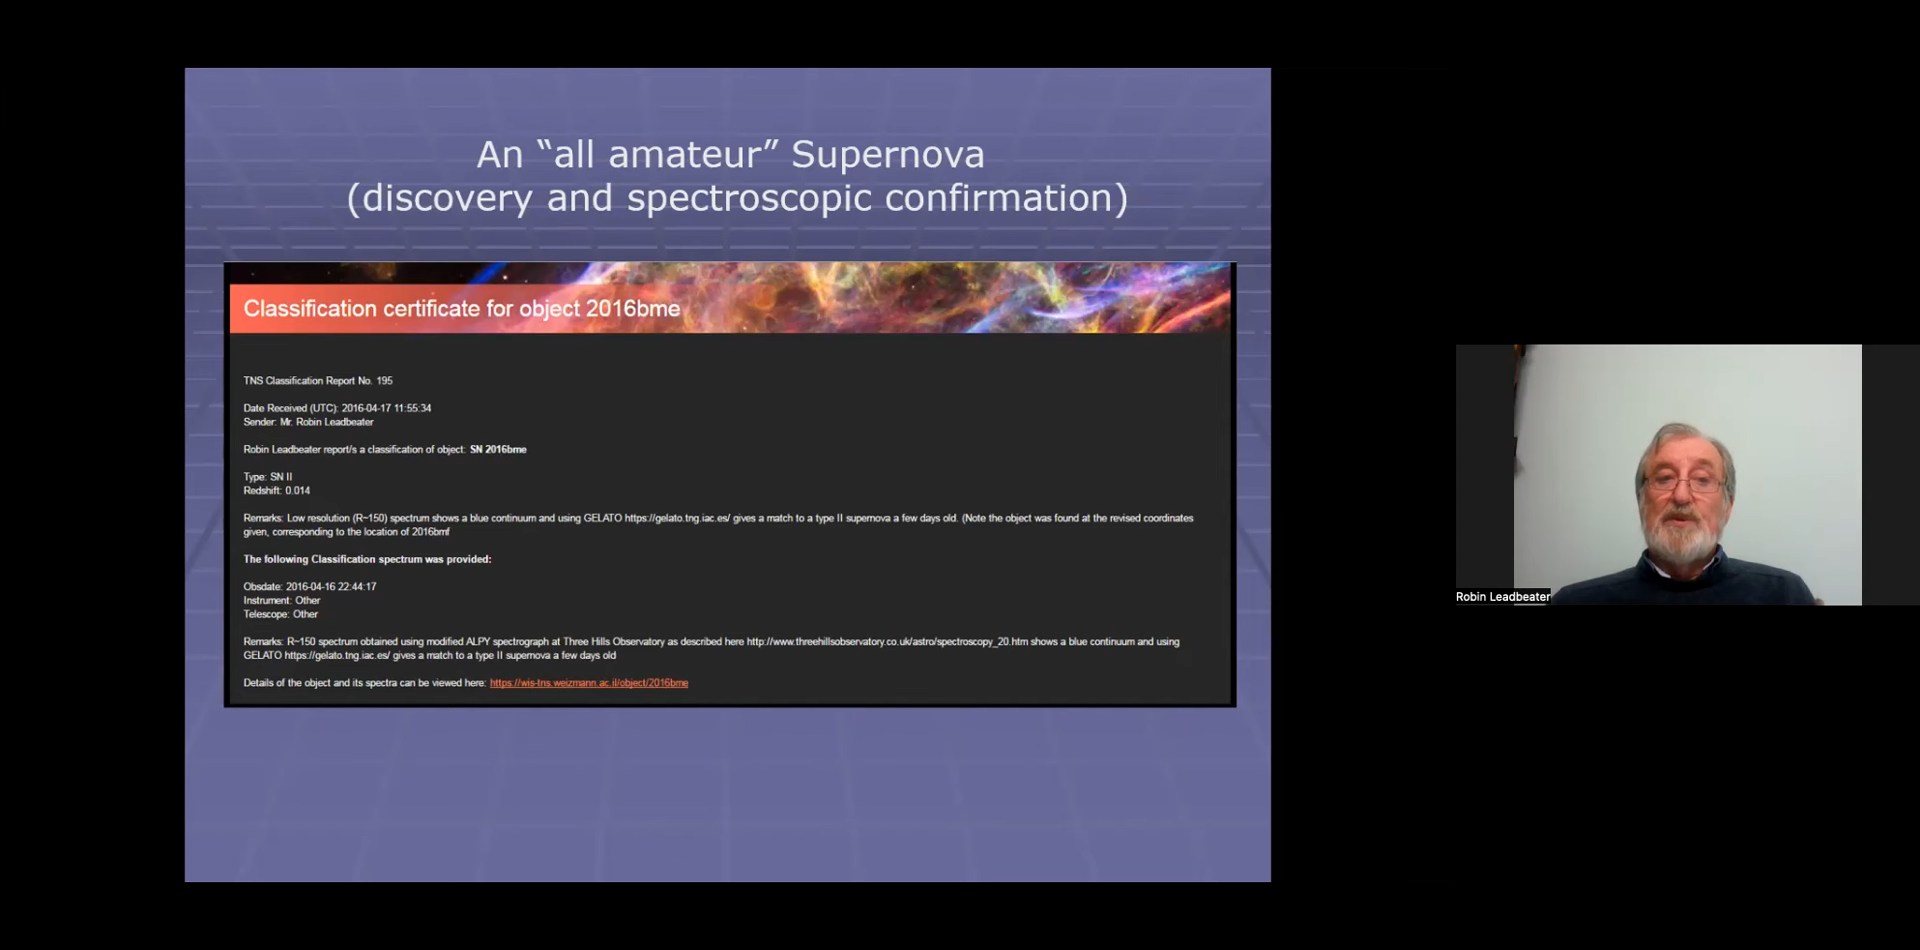 An “all amateur” Supernova
(discovery and spectroscopic confirmation)
Classification certificate for object 2016bme
TNS Classification Report No. 195
Date Received (UTC): 2016-04-17 11:55:34
Sender: Mr. Robin Leadbeater
Robin Leadbeater report/s a classification of object: SN 2016bme
Type: SN II
Redshift: 0.014
Remarks: Low resolution (R~150) spectrum shows a blue continuum and using GELATO https://gelato.tng.iac.es/ gives a match to a type II supernova a few days old. (Note the object was found at the revised coordinates
given, corresponding to the location of 2016bmf
The following Classification spectrum was provided:
Obsdate: 2016-04-16 22:44:17
Instrument: Other
Telescope: Other
Remarks: R~150 spectrum obtained using modified ALPY spectrograph at Three Hills Observatory as described here http://www.threehillsobservatory.co.uk/astro/spectroscopy_20.htm shows a blue continuum and using
GELATO https://gelato.tng.iac.es/ gives a match to a type II supernova a few days old
Details of the object and its spectra can be viewed here: https://wis-tns.weizmann.ac.il/object/2016bme
Robin Leadbeater